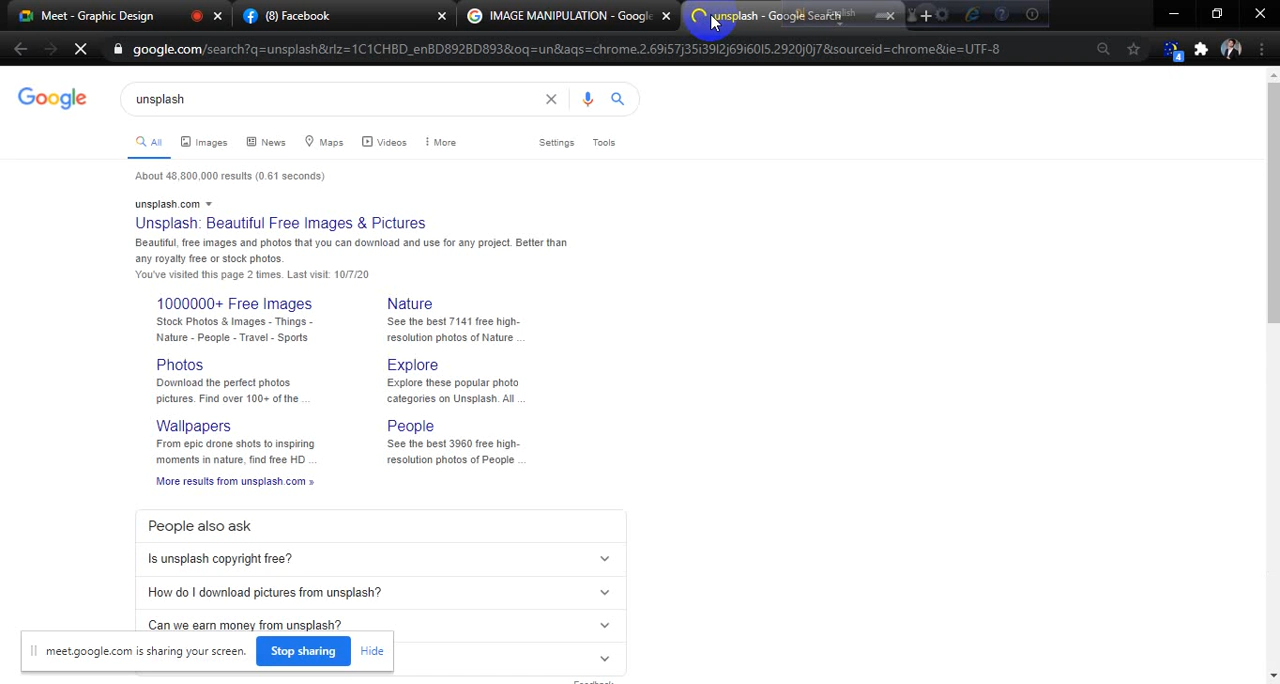 Meet - Graphic Design
(8) Facebook
IMAGE MANIPULATION - Google
unsplash - Google Search
English
google.com/search?q=unsplash&rlz=1C1CHBD_enBD892BD893&oq=un&aqs=chrome.2.69i57j35i39l2j69i60l5.2920j0j7&sourceid=chrome&ie=UTF-8
4
Google
unsplash
All
Images
News
Maps
Videos
More
Settings
Tools
About 48,800,000 results (0.61 seconds)
unsplash.com
Unsplash: Beautiful Free Images & Pictures
Beautiful, free images and photos that you can download and use for any project. Better than
any royalty free or stock photos.
You've visited this page 2 times. Last visit: 10/7/20
1000000+ Free Images
Stock Photos & Images - Things -
Nature - People - Travel - Sports
Nature
See the best 7141 free high-
resolution photos of Nature ...
Photos
Download the perfect photos
pictures. Find over 100+ of the ...
Explore
Explore these popular photo
categories on Unsplash. All ...
Wallpapers
From epic drone shots to inspiring
moments in nature, find free HD ...
People
See the best 3960 free high-
resolution photos of People ...
More results from unsplash.com »
People also ask
Is unsplash copyright free?
How do I download pictures from unsplash?
Can we earn money from unsplash?
meet.google.com is sharing your screen.
Stop sharing
Hide